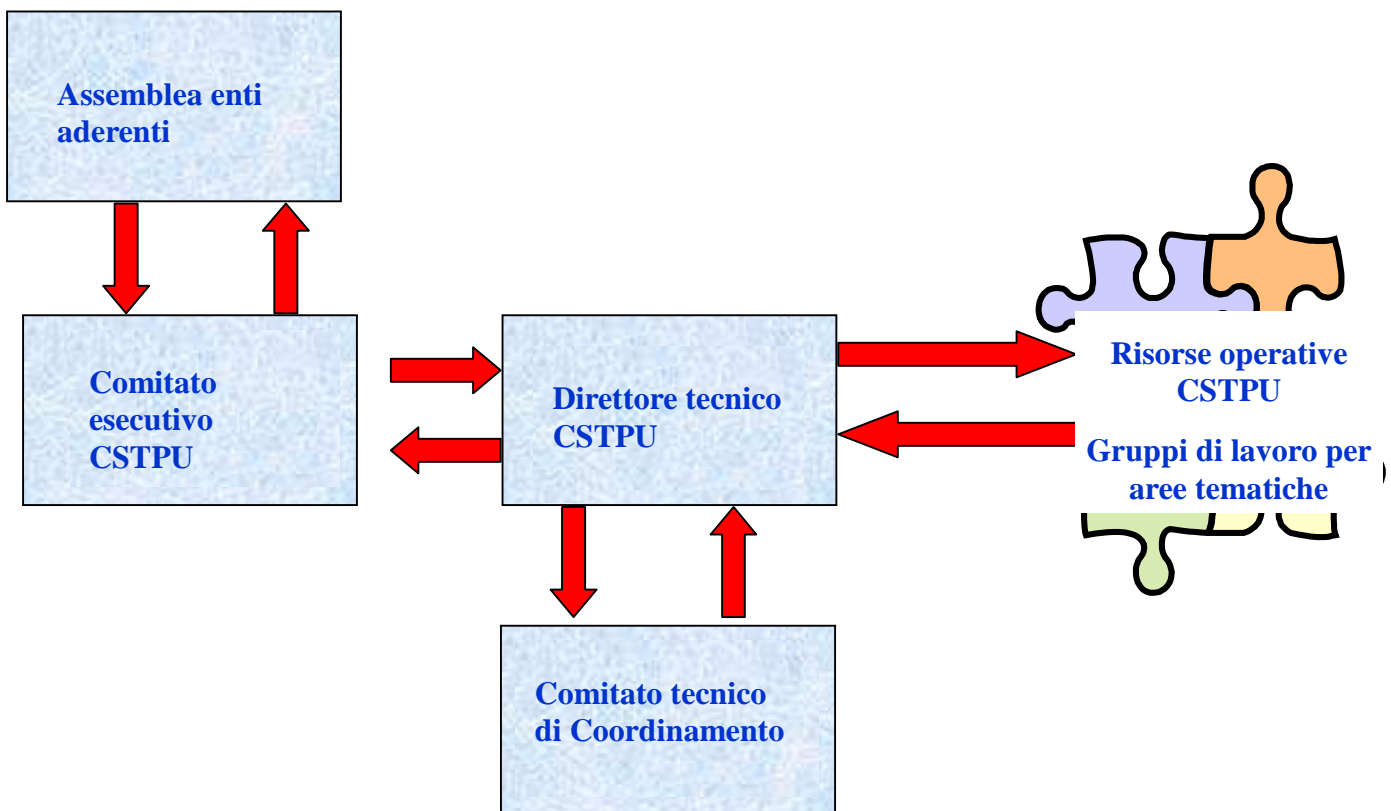 Assemblea enti
aderenti
Comitato
esecutivo
CSTPU
Direttore tecnico
CSTPU
Risorse operative
CSTPU
Gruppi di lavoro per
aree tematiche
Comitato tecnico
di Coordinamento